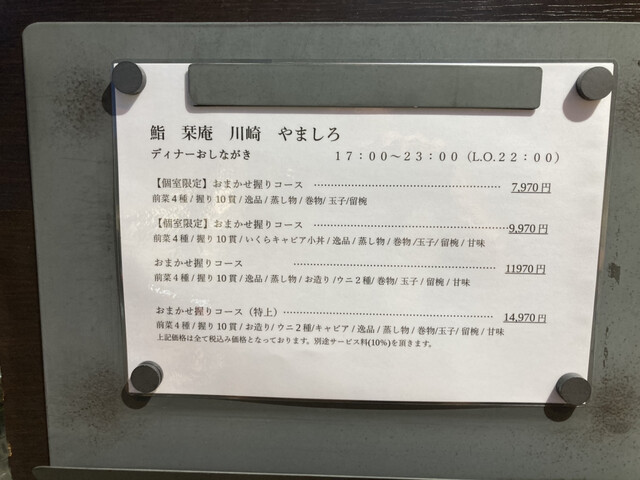 鮨　栞庵　川崎　やましろ
ディナーおしながき　１７：００〜２３：００（L.O.２２：００）
【個室限定】おまかせ握りコース ………………………… 7,970円
前菜４種/握り10貫/逸品/蒸し物/巻物/玉子/留椀
【個室限定】おまかせ握りコース ………………………… 9,970円
前菜４種/握り10貫/いくらキャビア小丼/逸品/蒸し物/巻物/玉子/留椀/甘味
おまかせ握りコース ………………………… 11970円
前菜４種/握り10貫/逸品/蒸し物/お造り/ウニ２種/巻物/玉子/留椀/甘味
おまかせ握りコース（特上）………………………… 14,970円
前菜４種/握り10貫/お造り/ウニ２種/キャビア/逸品/蒸し物/巻物/玉子/留椀/甘味
上記価格は全て税込み価格となっております。別途サービス料(10%)を頂きます。